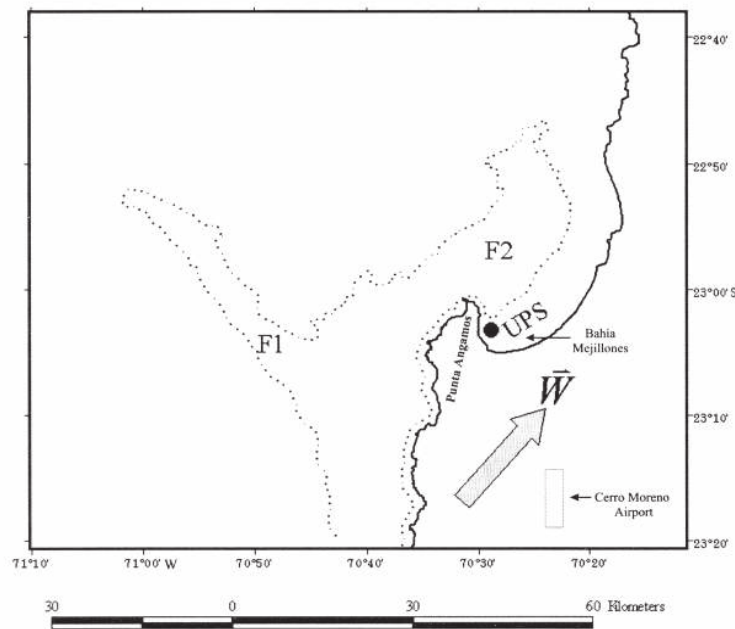 22°40'
22°50'
F2
23°00' S
UPS
Bahia
Mejillones
F1
Punta Angamos
W
23°10'
Cerro Moreno
Airport
23°20'
71°10' 71°00' W 70°50' 70°40' 70°30' 70°20'
30 0 30 60 Kilometers